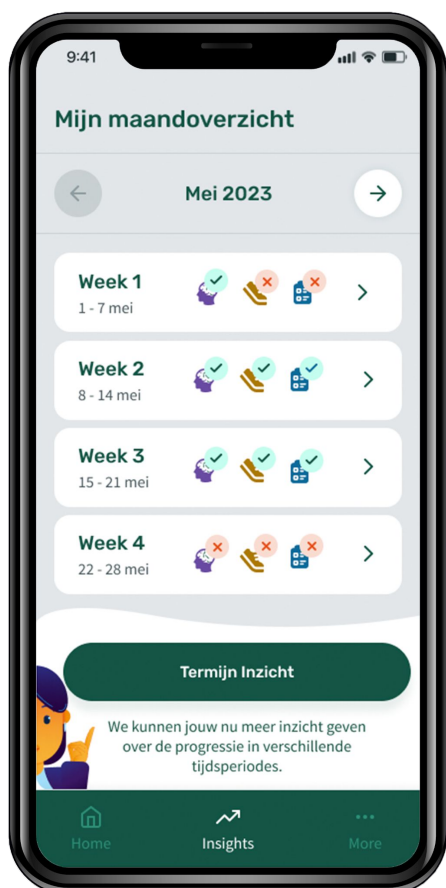 9:41
Mijn maandoverzicht
Mei 2023
Week 1
1 - 7 mei
Week 2
8 - 14 mei
Week 3
15 - 21 mei
Week 4
22 - 28 mei
Termijn Inzicht
We kunnen jouw nu meer inzicht geven
over de progressie in verschillende
tijdsperiodes.
Home
Insights
More